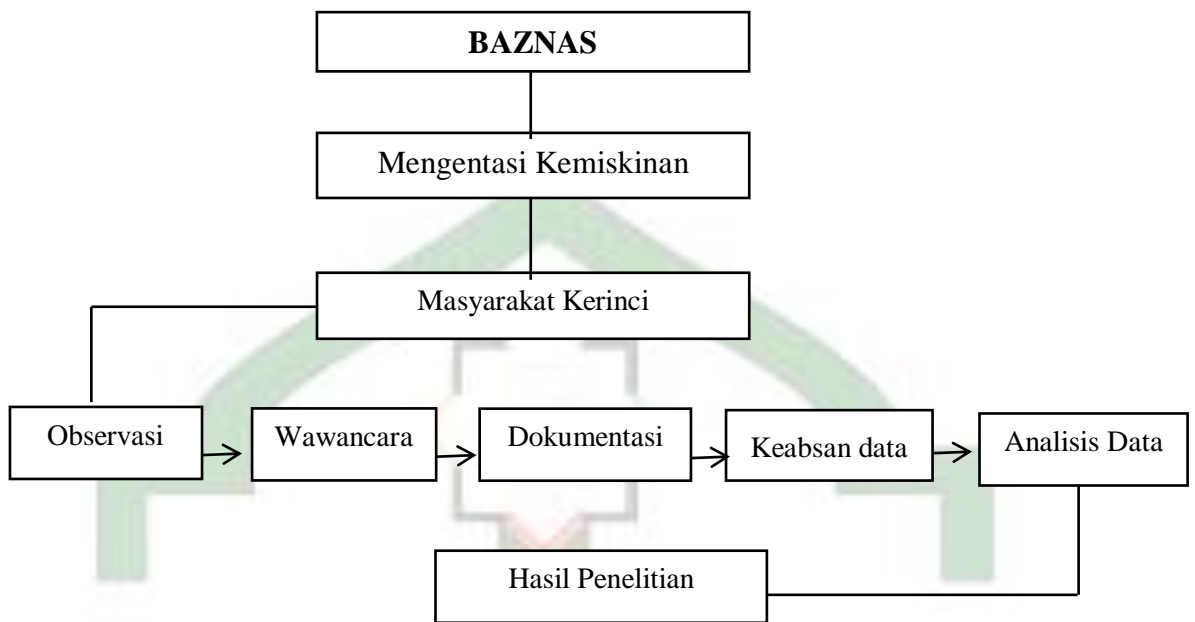 BAZNAS
Mengentasi Kemiskinan
Masyarakat Kerinci
Observasi
Wawancara
Dokumentasi
Keabsan data
Analisis Data
Hasil Penelitian